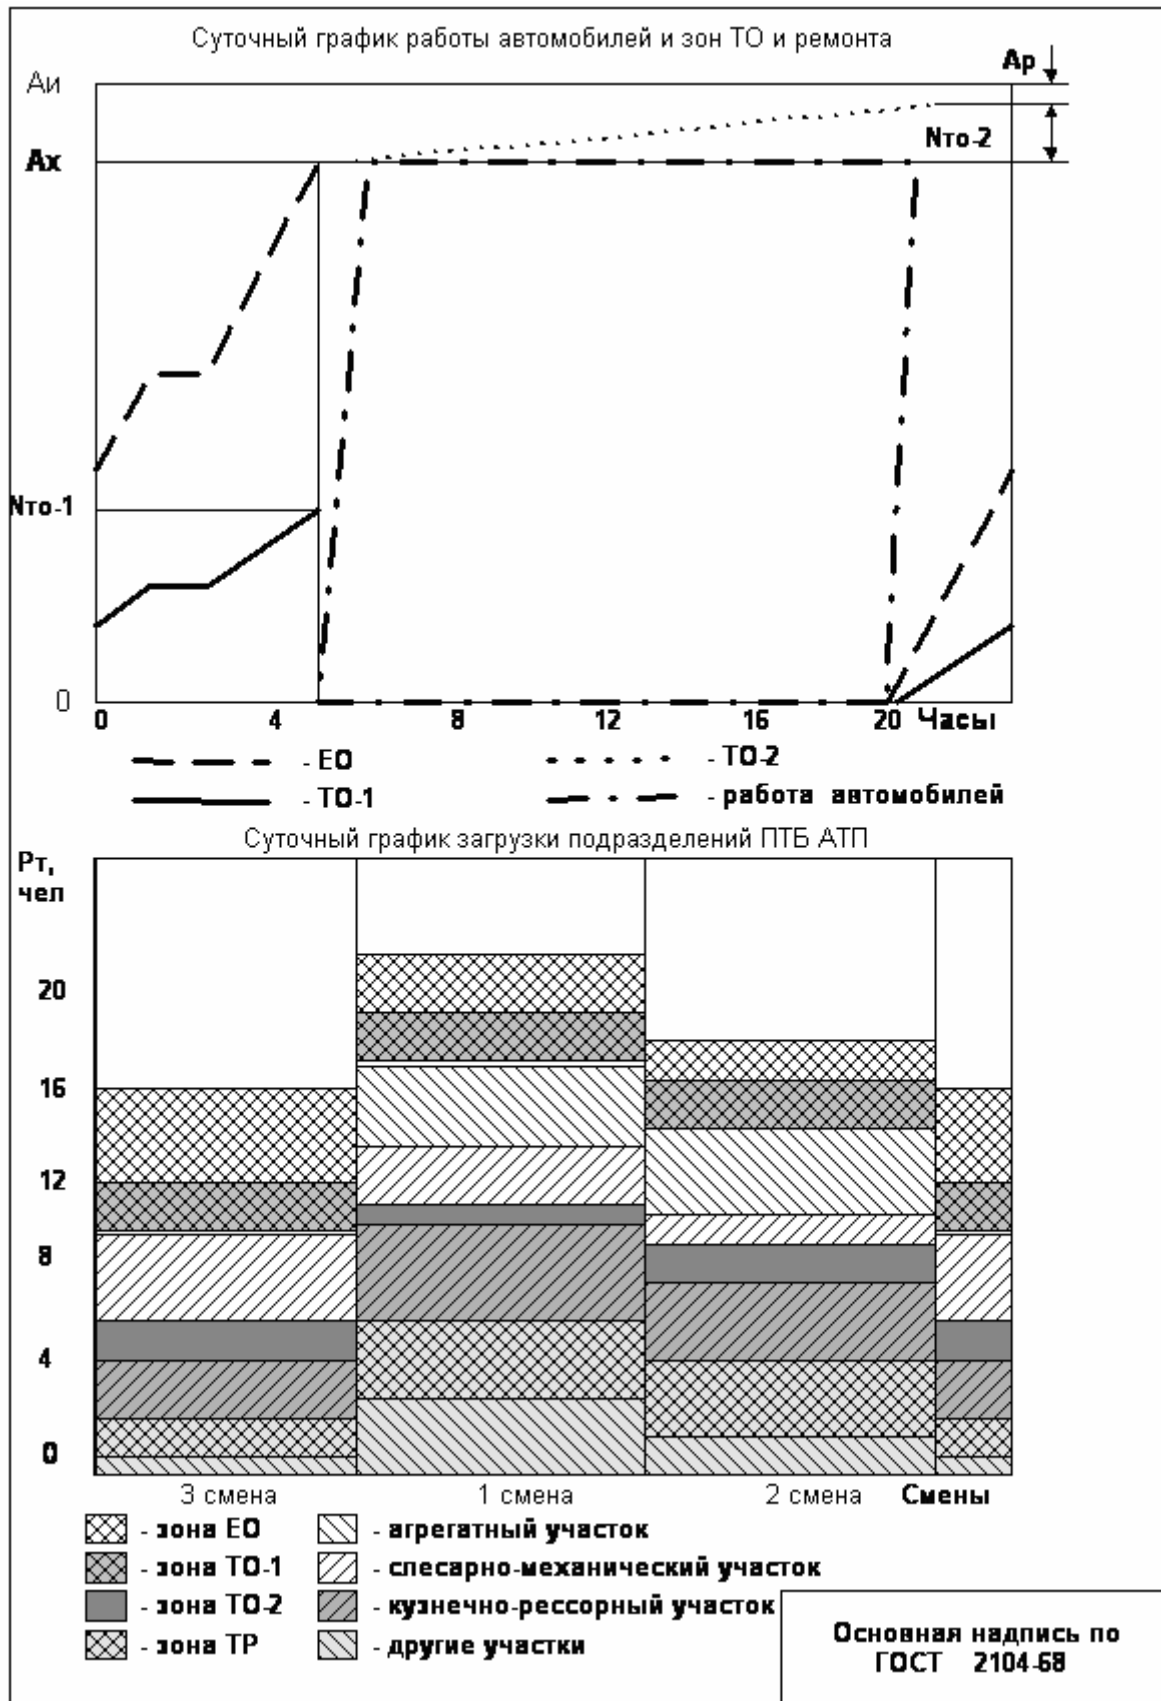 Суточный график работы автомобилей и зон ТО и ремонта
Аи
Ар
Nто-2
Ах
Nто-1
0
0 4 8 12 16 20 Часы
- ЕО
- ТО-2
- ТО-1
- работа автомобилей
Суточный график загрузки подразделений ПТБ АТП
Рт,
чел
20
16
12
8
4
0
3 смена 1 смена 2 смена Смены
- зона ЕО
- агрегатный участок
- зона ТО-1
- слесарно-механический участок
- зона ТО-2
- кузнечно-рессорный участок
- зона ТР
- другие участки
Основная надпись по
ГОСТ 2104-68